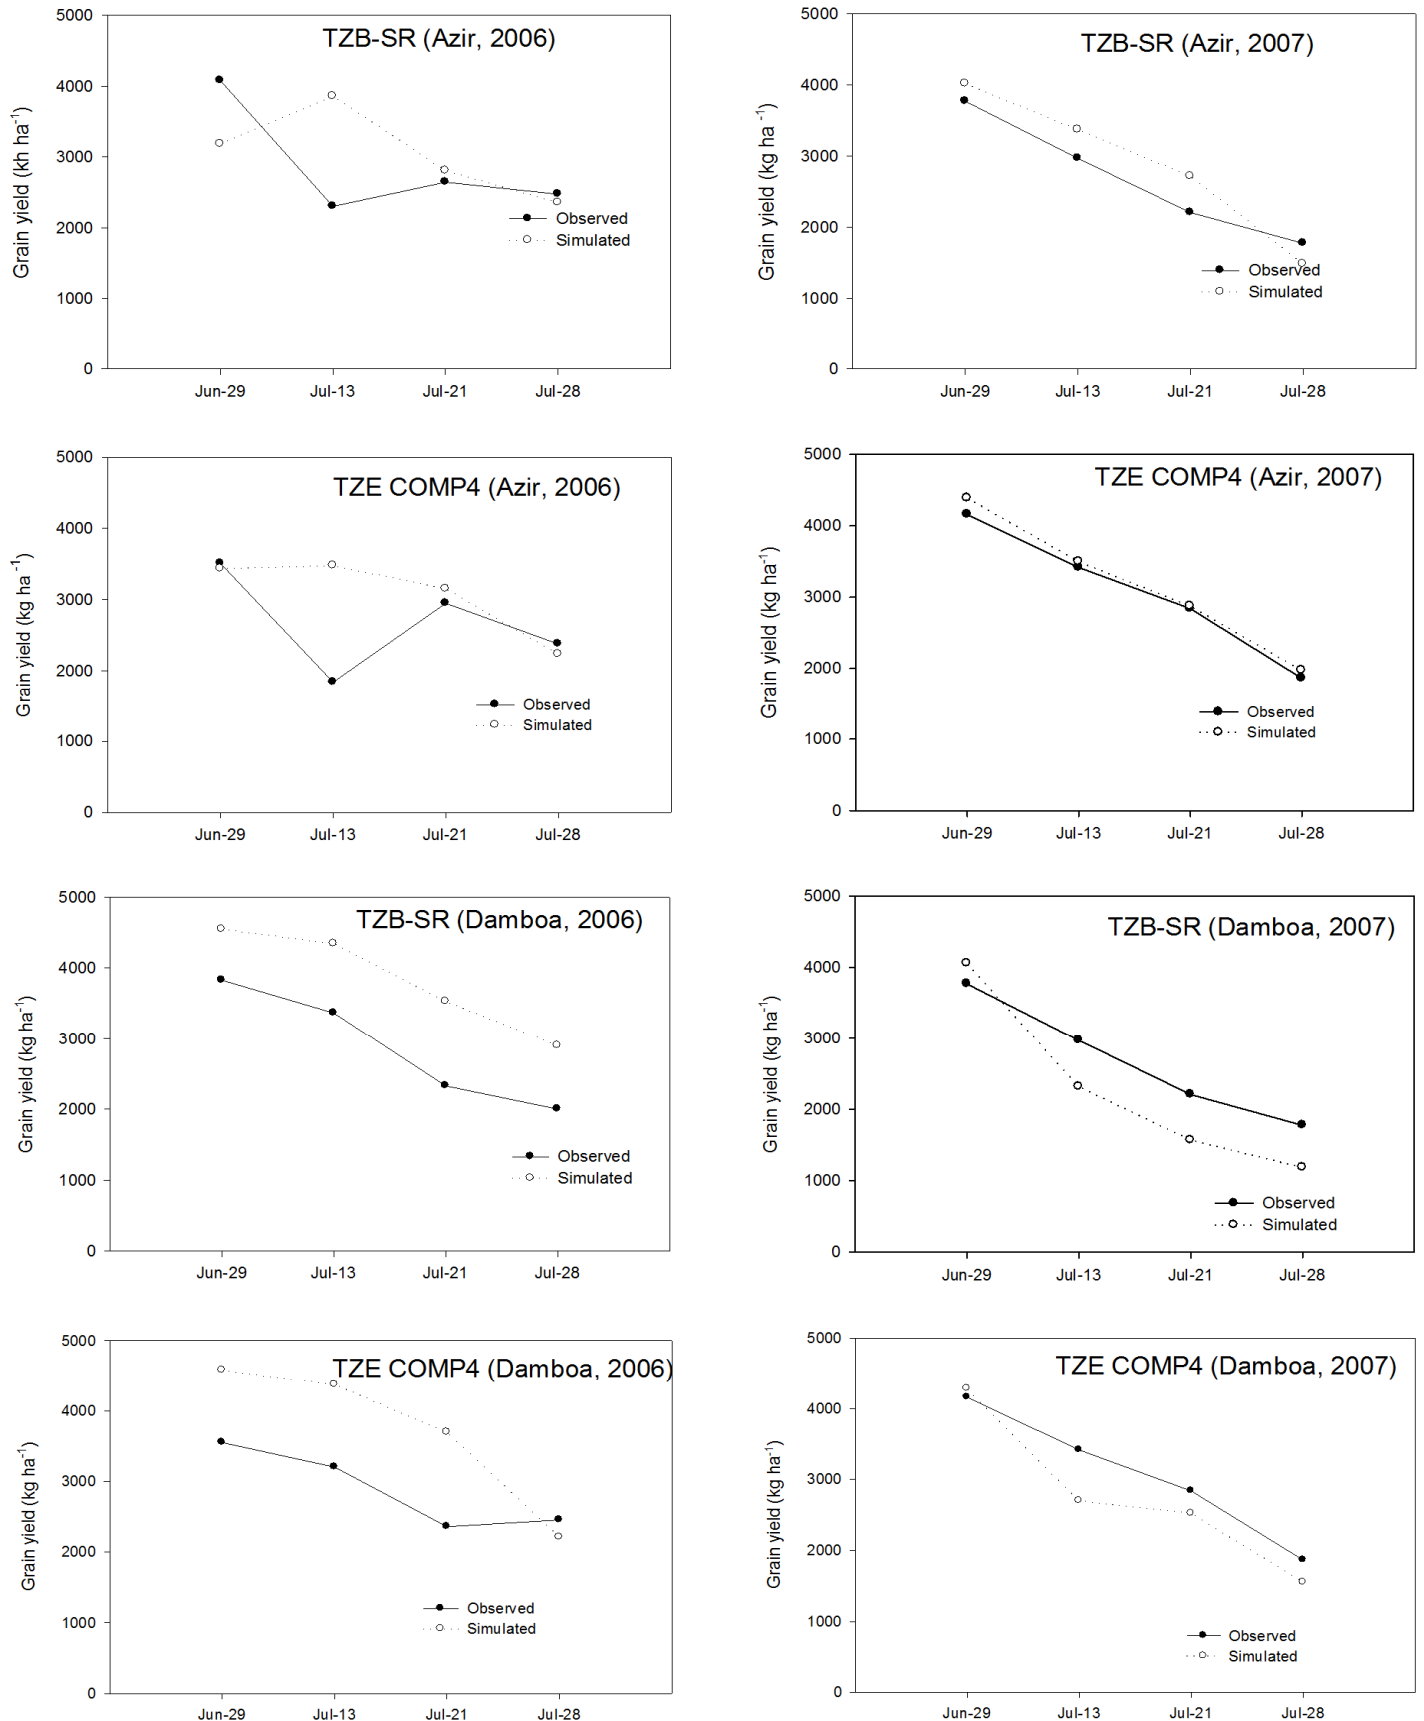 TZB-SR (Azir, 2006)
Grain yield (kh ha-1)
5000
4000
3000
2000
1000
0
Observed
Simulated
Jun-29 Jul-13 Jul-21 Jul-28
TZB-SR (Azir, 2007)
Grain yield (kg ha -1)
5000
4000
3000
2000
1000
0
Observed
Simulated
Jun-29 Jul-13 Jul-21 Jul-28
TZE COMP4 (Azir, 2006)
Grain yield (kg ha -1)
5000
4000
3000
2000
1000
0
Observed
Simulated
Jun-29 Jul-13 Jul-21 Jul-28
TZE COMP4 (Azir, 2007)
Grain yield (kg ha-1)
5000
4000
3000
2000
1000
0
Observed
Simulated
Jun-29 Jul-13 Jul-21 Jul-28
TZB-SR (Damboa, 2006)
Grain yield (kg ha-1)
5000
4000
3000
2000
1000
0
Observed
Simulated
Jun-29 Jul-13 Jul-21 Jul-28
TZB-SR (Damboa, 2007)
Grain yield (kg ha-1)
5000
4000
3000
2000
1000
0
Observed
Simulated
Jun-29 Jul-13 Jul-21 Jul-28
TZE COMP4 (Damboa, 2006)
Grain yield (kg ha-1)
5000
4000
3000
2000
1000
0
Observed
Simulated
Jun-29 Jul-13 Jul-21 Jul-28
TZE COMP4 (Damboa, 2007)
Grain yield (kg ha-1)
5000
4000
3000
2000
1000
0
Observed
Simulated
Jun-29 Jul-13 Jul-21 Jul-28